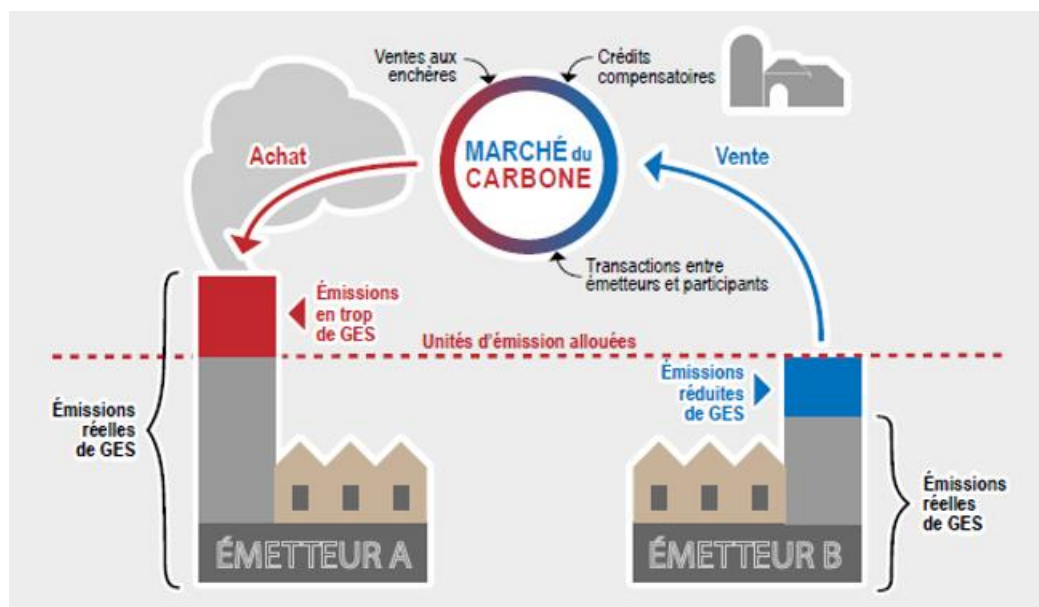 Ventes aux
enchères
Crédits
compensatoires
MARCHÉ du
CARBONE
Achat
Vente
Transactions entre
émetteurs et participants
Émissions
en trop
de GES
Unités d'émission allouées
Émissions
réduites
de GES
Émissions
réelles
de GES
Émissions
réelles
de GES
ÉMETTEUR A
ÉMETTEUR B